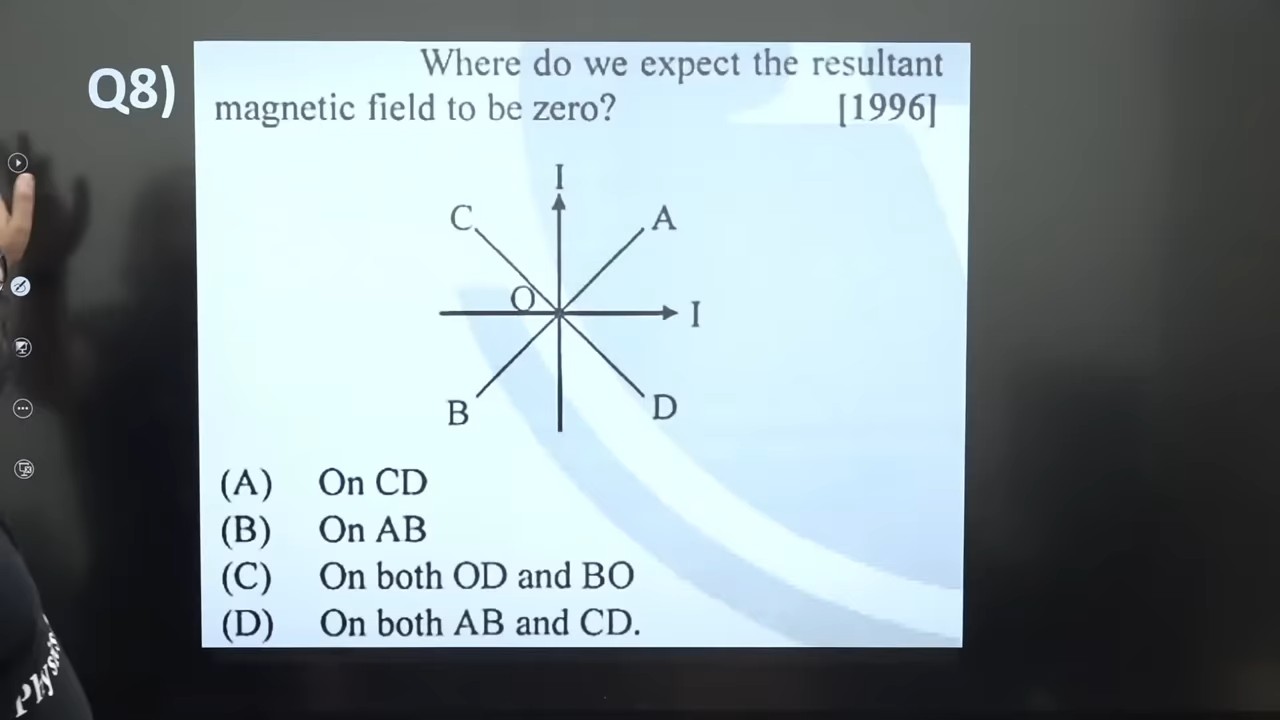 Q8)
Where do we expect the resultant
magnetic field to be zero? [1996]
I
C
A
O
I
B
D
(A) On CD
(B) On AB
(C) On both OD and BO
(D) On both AB and CD.
Physics